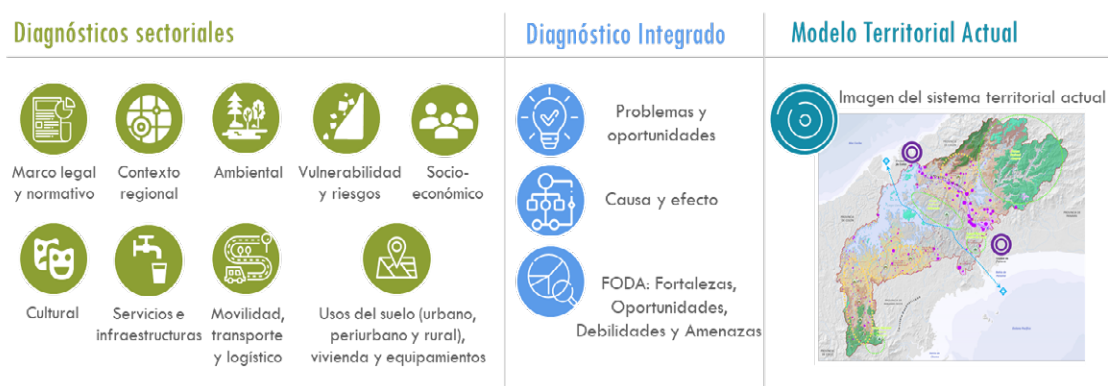 Diagnósticos sectoriales
Marco legal
y normativo
Contexto
regional
Ambiental
Vulnerabilidad
y riesgos
Socio-
económico
Cultural
Servicios e
infraestructuras
Movilidad,
transporte
y logístico
Usos del suelo (urbano,
periurbano y rural),
vivienda y equipamientos
Diagnóstico Integrado
Problemas y
oportunidades
Causa y efecto
FODA: Fortalezas,
Oportunidades,
Debilidades y Amenazas
Modelo Territorial Actual
Imagen del sistema territorial actual